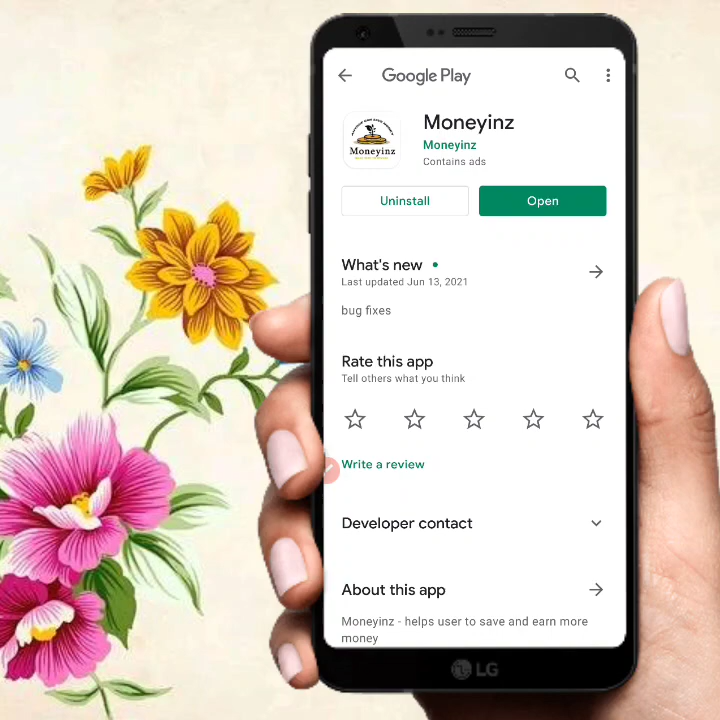 Google Play
Moneyinz
Moneyinz
Moneyinz
Contains ads
Uninstall
Open
What's new
Last updated Jun 13, 2021
bug fixes
Rate this app
Tell others what you think
Write a review
Developer contact
About this app
Moneyinz - helps user to save and earn more
money
LG